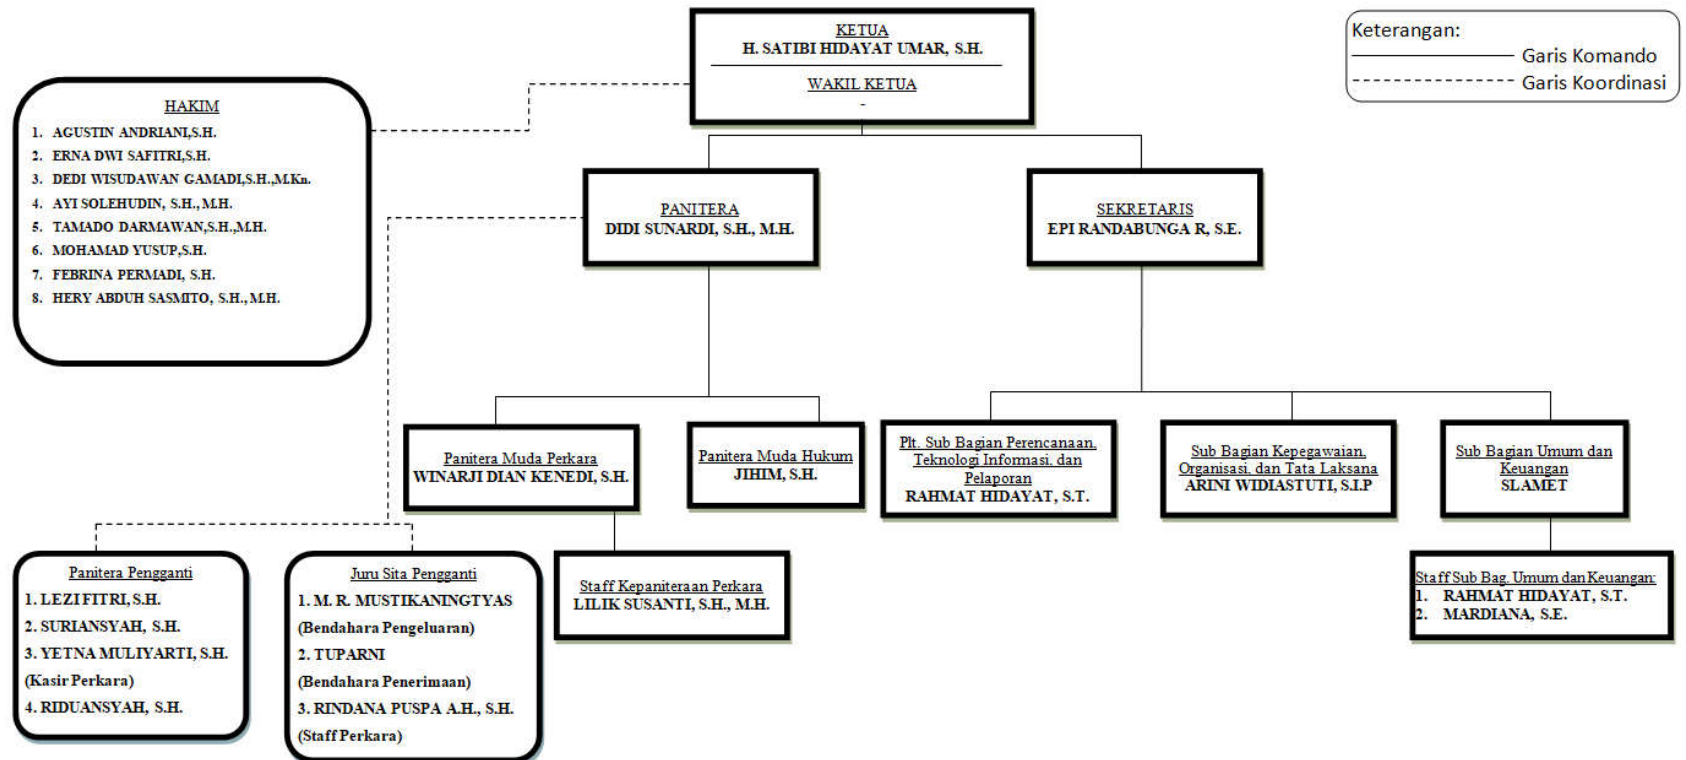 KETUA
H. SATIBI HIDAYAT UMAR, S.H.
WAKIL KETUA
-
Keterangan:
Garis Komando
Garis Koordinasi
HAKIM
1. AGUSTIN ANDRIANI,S.H.
2. ERNA DWI SAFITRI,S.H.
3. DEDI WISUDAWAN GAMADI,S.H.,M.Kn.
4. AYI SOLEHUDIN, S.H., M.H.
5. TAMADO DARMAWAN,S.H.,M.H.
6. MOHAMAD YUSUP,S.H.
7. FEBRINA PERMADI, S.H.
8. HERY ABDUH SASMITO, S.H., M.H.
PANITERA
DIDI SUNARDI, S.H., M.H.
SEKRETARIS
EPI RANDABUNGA R, S.E.
Panitera Muda Perkara
WINARJI DIAN KENEDI, S.H.
Panitera Muda Hukum
JIHIM, S.H.
Plt. Sub Bagian Perencanaan,
Teknologi Informasi, dan
Pelaporan
RAHMAT HIDAYAT, S.T.
Sub Bagian Kepegawaian,
Organisasi, dan Tata Laksana
ARINI WIDIASTUTI, S.I.P
Sub Bagian Umum dan
Keuangan
SLAMET
Panitera Pengganti
1. LEZI FITRI, S.H.
2. SURIANSYAH, S.H.
3. YETNA MULIYARTI, S.H.
(Kasir Perkara)
4. RIDUANSYAH, S.H.
Juru Sita Pengganti
1. M. R. MUSTIKANINGTYAS
(Bendahara Pengeluaran)
2. TUPARNI
(Bendahara Penerimaan)
3. RINDANA PUSPA A.H., S.H.
(Staff Perkara)
Staff Kepaniteraan Perkara
LILIK SUSANTI, S.H., M.H.
Staff Sub Bag. Umum dan Keuangan:
1. RAHMAT HIDAYAT, S.T.
2. MARDIANA, S.E.